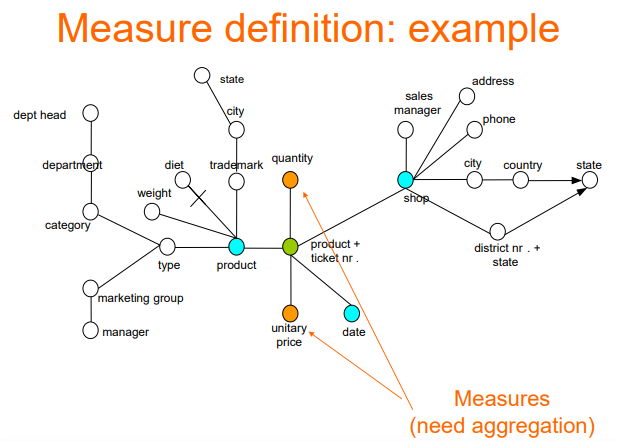 Measure definition: example
state
address
sales
manager
dept head
city
phone
department
diet
trademark
quantity
city
country
state
weight
shop
category
product +
ticket nr .
district nr . +
state
type
product
marketing group
manager
unitary
price
date
Measures
(need aggregation)